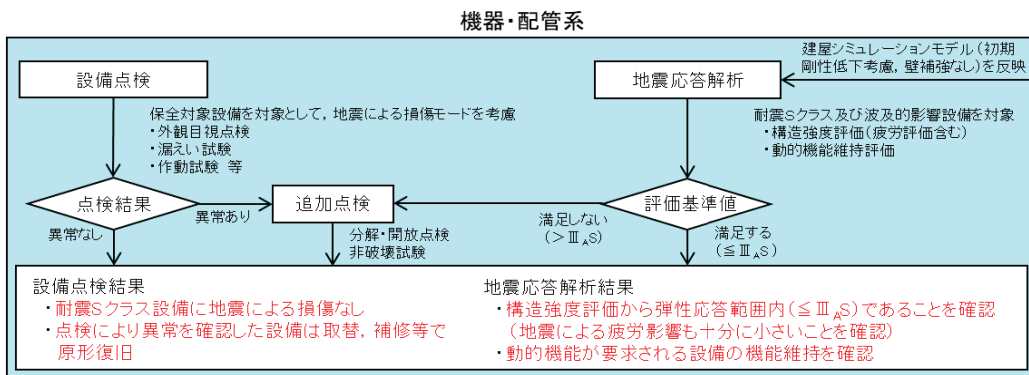 機器・配管系
設備点検
保全対象設備を対象として，地震による損傷モードを考慮
・外観目視点検
・漏えい試験
・作動試験 等
点検結果
異常あり
異常なし
追加点検
分解・開放点検
非破壊試験
建屋シミュレーションモデル（初期
剛性低下考慮，壁補強なし）を反映
地震応答解析
耐震Sクラス及び波及的影響設備を対象
・構造強度評価（疲労評価含む）
・動的機能維持評価
評価基準値
満足しない
（＞ⅢAS）
満足する
（≦ⅢAS）
設備点検結果
・耐震Sクラス設備に地震による損傷なし
・点検により異常を確認した設備は取替，補修等で
原形復旧
地震応答解析結果
・構造強度評価から弾性応答範囲内（≦ⅢAS）であることを確認
（地震による疲労影響も十分に小さいことを確認）
・動的機能が要求される設備の機能維持を確認